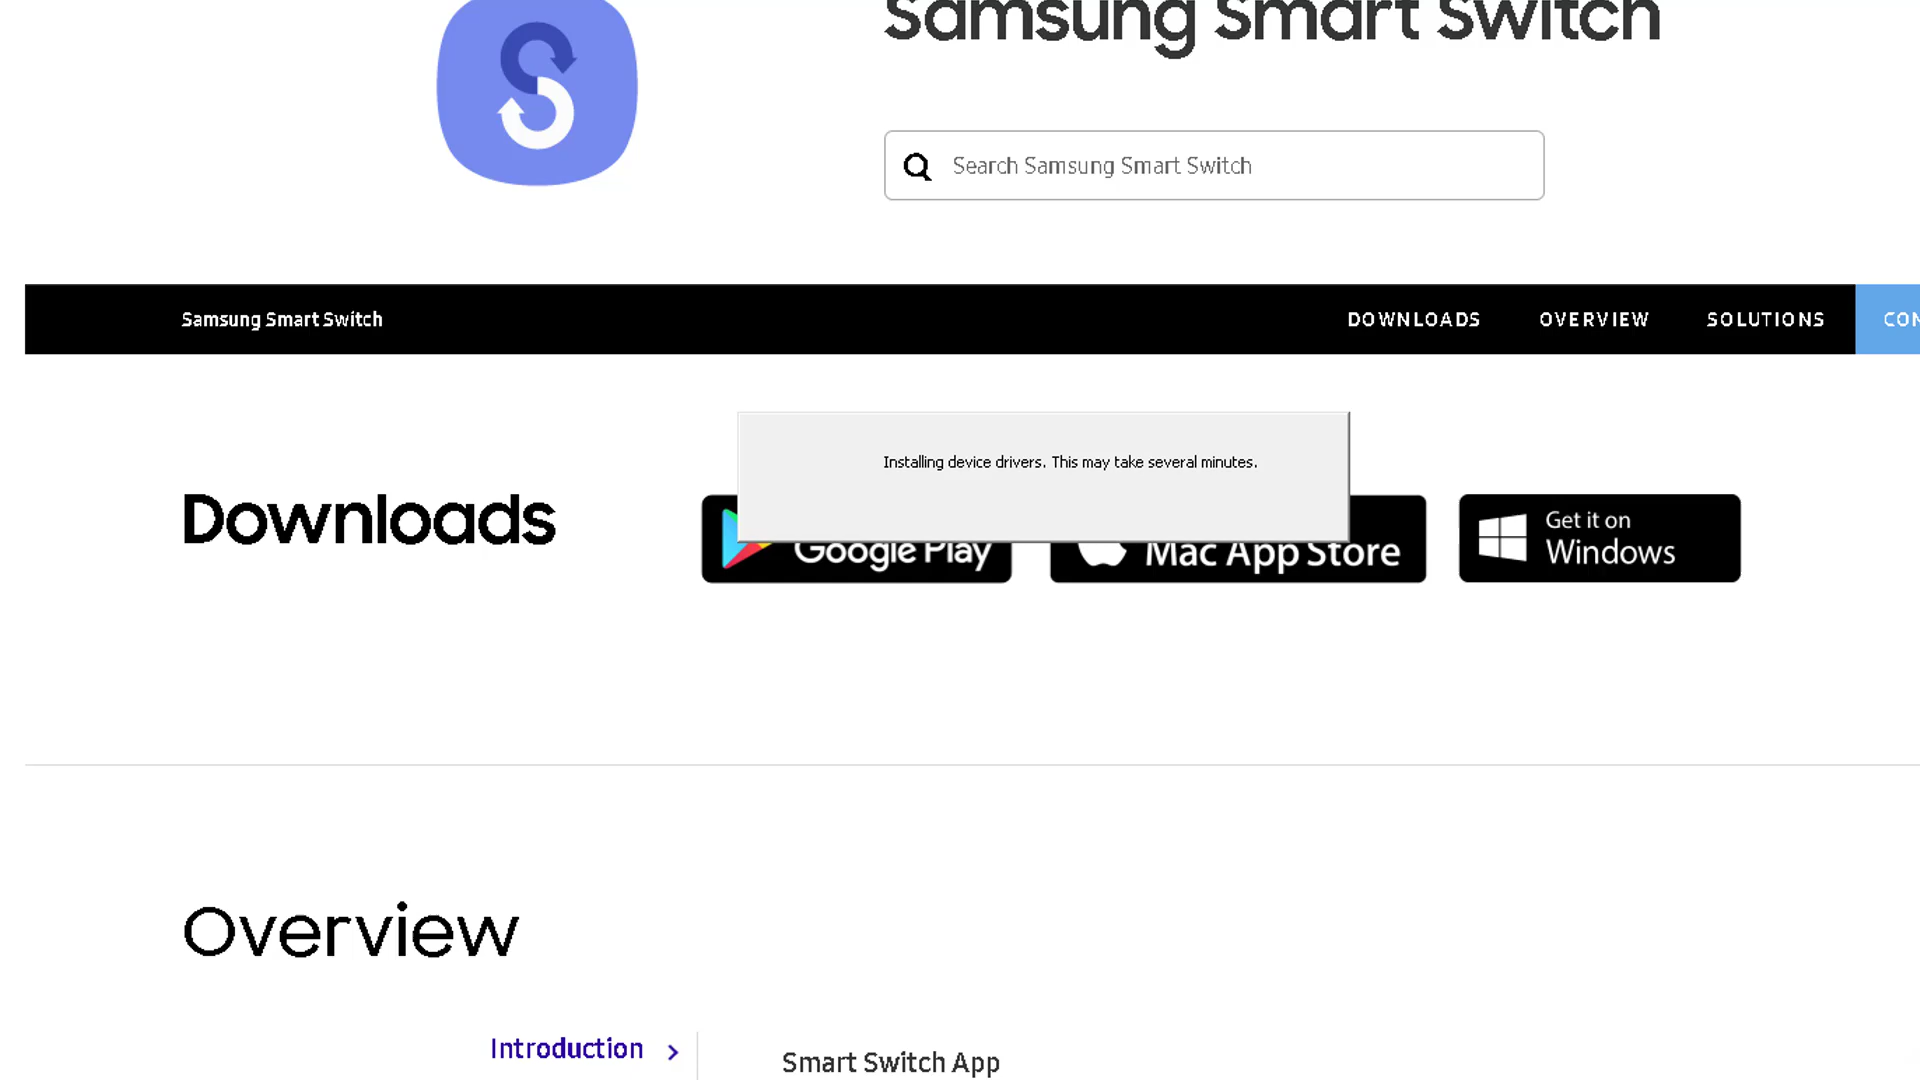 Samsung Smart Switch
Search Samsung Smart Switch
Samsung Smart Switch
DOWNLOADS
OVERVIEW
SOLUTIONS
Installing device drivers. This may take several minutes.
Downloads
Google Play
Mac App Store
Get it on
Windows
Overview
Introduction
Smart Switch App